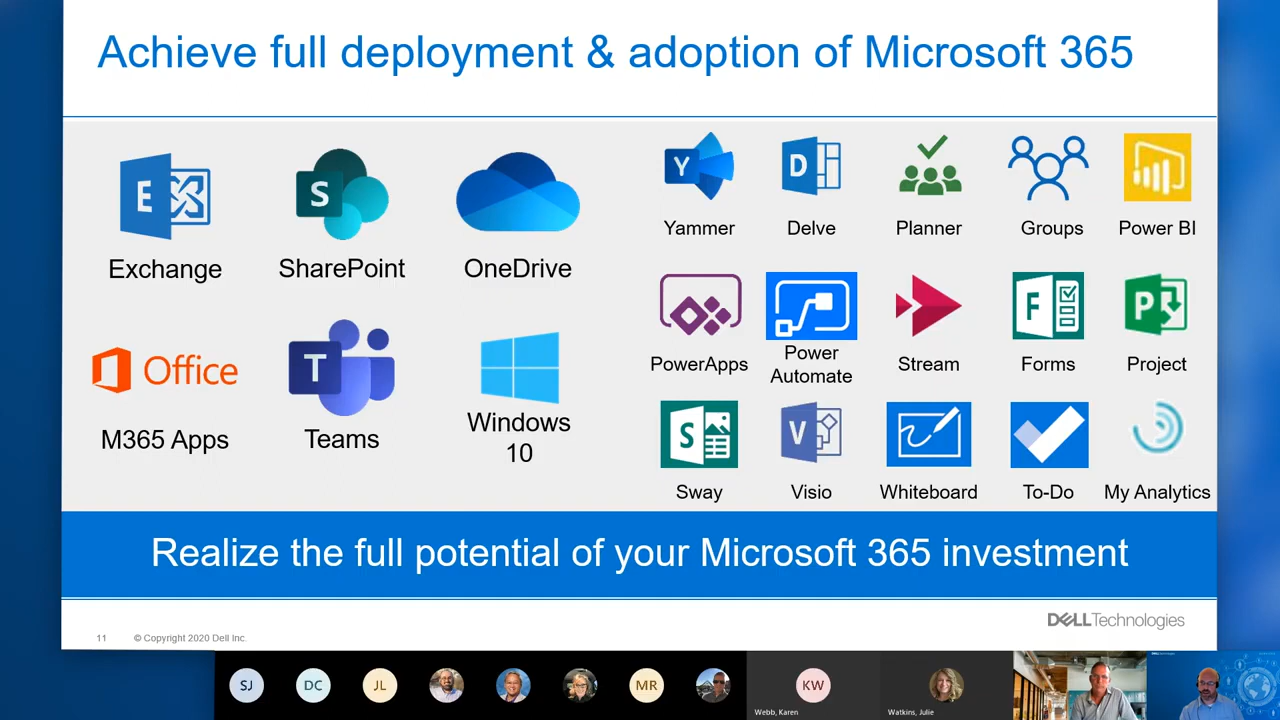 Achieve full deployment & adoption of Microsoft 365
E
Exchange
S
SharePoint
OneDrive
Office
M365 Apps
T
Teams
Windows
10
Y
Yammer
D
Delve
Planner
Groups
Power BI
PowerApps
Power
Automate
Stream
F
Forms
P
Project
S
Sway
V
Visio
Whiteboard
To-Do
My Analytics
Realize the full potential of your Microsoft 365 investment
11
© Copyright 2020 Dell Inc.
DELL Technologies
SJ
DC
JL
MR
KW
Webb, Karen
Watkins, Julie